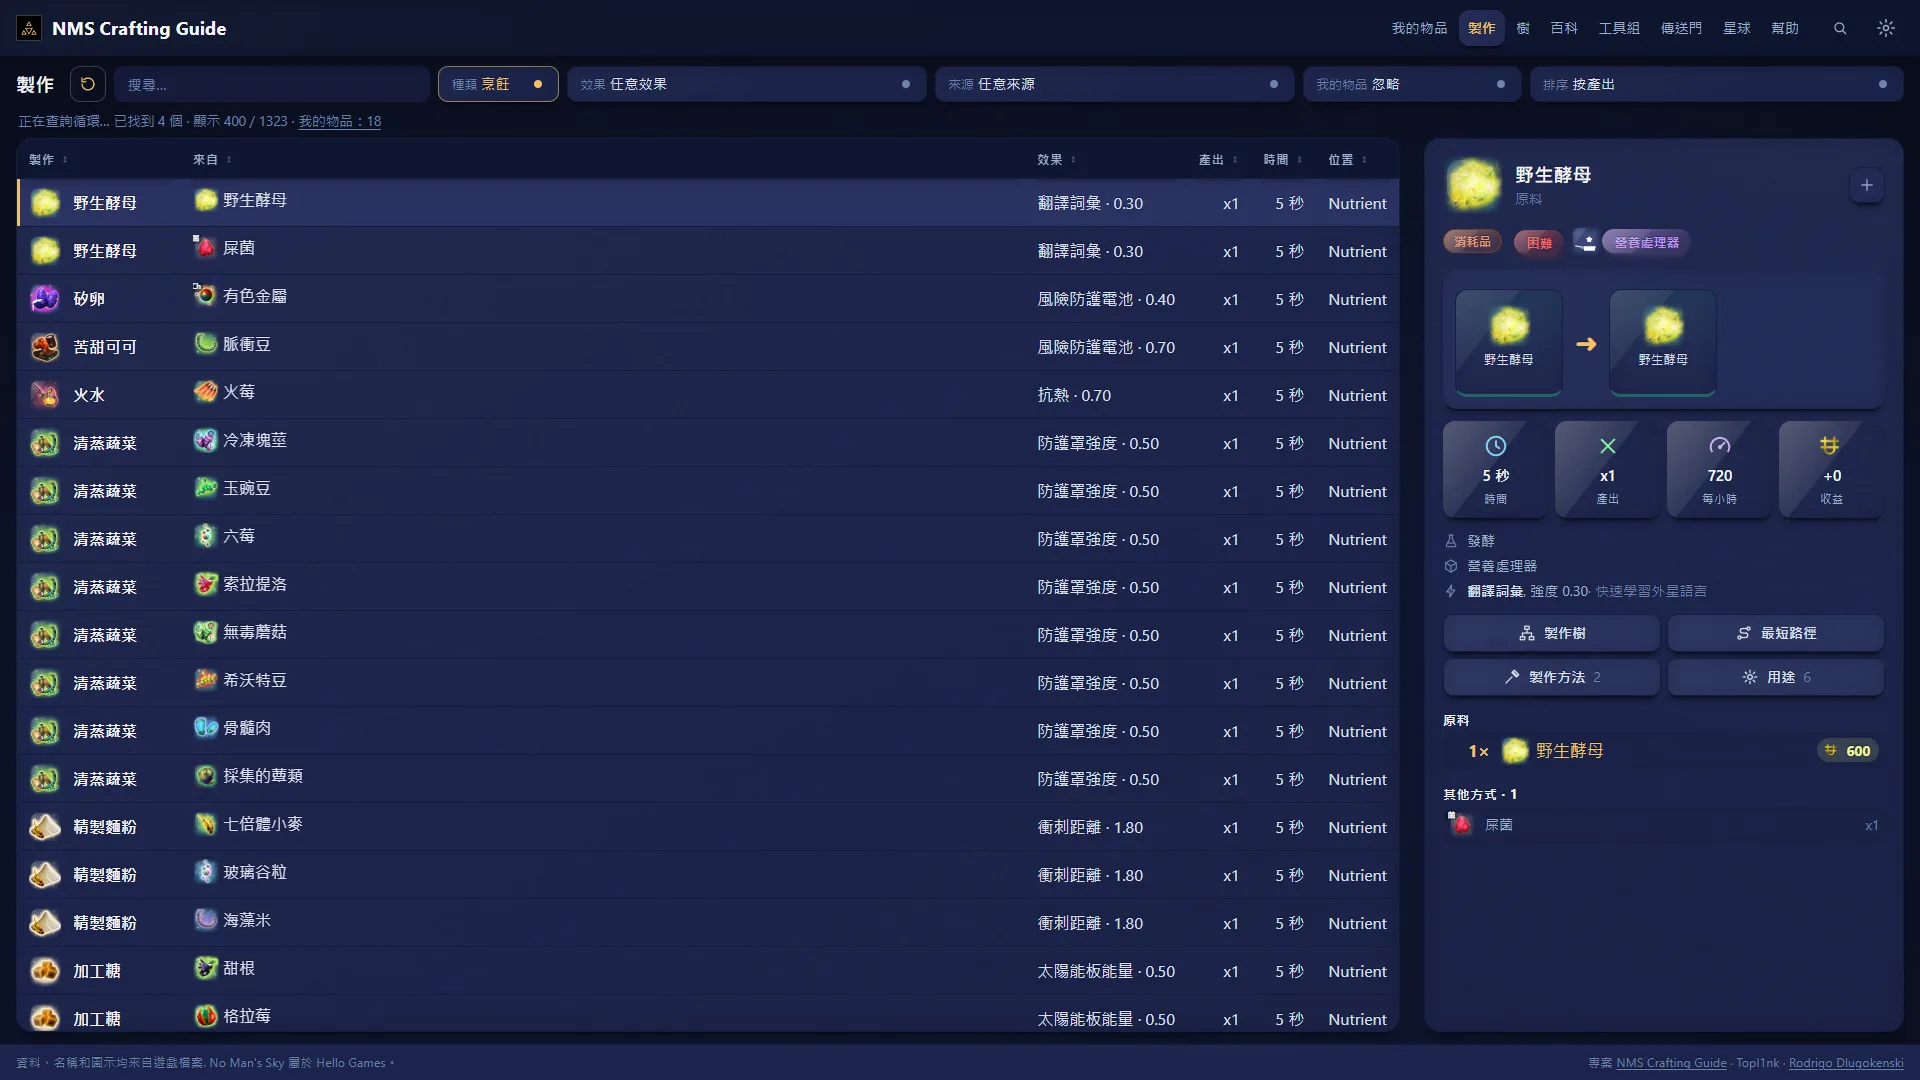 NMS Crafting Guide
我的物品 製作 樹 百科 工具組 傳送門 星球 幫助
製作 搜尋... 種類 烹飪 效果 任意效果 來源 任意來源 我的物品 忽略 排序 按產出
正在查詢循環... 已找到 4 個 · 顯示 400 / 1323 · 我的物品：18
製作 來自 效果 產出 時間 位置
野生酵母 野生酵母 翻譯詞彙 · 0.30 x1 5 秒 Nutrient
野生酵母 屎菌 翻譯詞彙 · 0.30 x1 5 秒 Nutrient
矽卵 有色金屬 風險防護電池 · 0.40 x1 5 秒 Nutrient
苦甜可可 脈衝豆 風險防護電池 · 0.70 x1 5 秒 Nutrient
火水 火莓 抗熱 · 0.70 x1 5 秒 Nutrient
清蒸蔬菜 冷凍塊莖 防護罩強度 · 0.50 x1 5 秒 Nutrient
清蒸蔬菜 玉豌豆 防護罩強度 · 0.50 x1 5 秒 Nutrient
清蒸蔬菜 六莓 防護罩強度 · 0.50 x1 5 秒 Nutrient
清蒸蔬菜 索拉提洛 防護罩強度 · 0.50 x1 5 秒 Nutrient
清蒸蔬菜 無毒蘑菇 防護罩強度 · 0.50 x1 5 秒 Nutrient
清蒸蔬菜 希沃特豆 防護罩強度 · 0.50 x1 5 秒 Nutrient
清蒸蔬菜 骨髓肉 防護罩強度 · 0.50 x1 5 秒 Nutrient
清蒸蔬菜 採集的蕈類 防護罩強度 · 0.50 x1 5 秒 Nutrient
精製麵粉 七倍體小麥 衝刺距離 · 1.80 x1 5 秒 Nutrient
精製麵粉 玻璃谷粒 衝刺距離 · 1.80 x1 5 秒 Nutrient
精製麵粉 海藻米 衝刺距離 · 1.80 x1 5 秒 Nutrient
加工糖 甜根 太陽能板能量 · 0.50 x1 5 秒 Nutrient
加工糖 格拉莓 太陽能板能量 · 0.50 x1 5 秒 Nutrient
野生酵母
原料
消耗品 困難 營養處理器
野生酵母 野生酵母
5 秒 x1 720 +0
時間 產出 每小時 收益
發酵
營養處理器
翻譯詞彙, 強度 0.30· 快速學習外星語言
製作樹 最短路徑
製作方法 2 用途 6
原料
1× 野生酵母 600
其他方式 · 1
屎菌 x1
資料、名稱和圖示均來自遊戲檔案. No Man's Sky 屬於 Hello Games。
專案 NMS Crafting Guide · Topl1nk · Rodrigo Dlugokenski